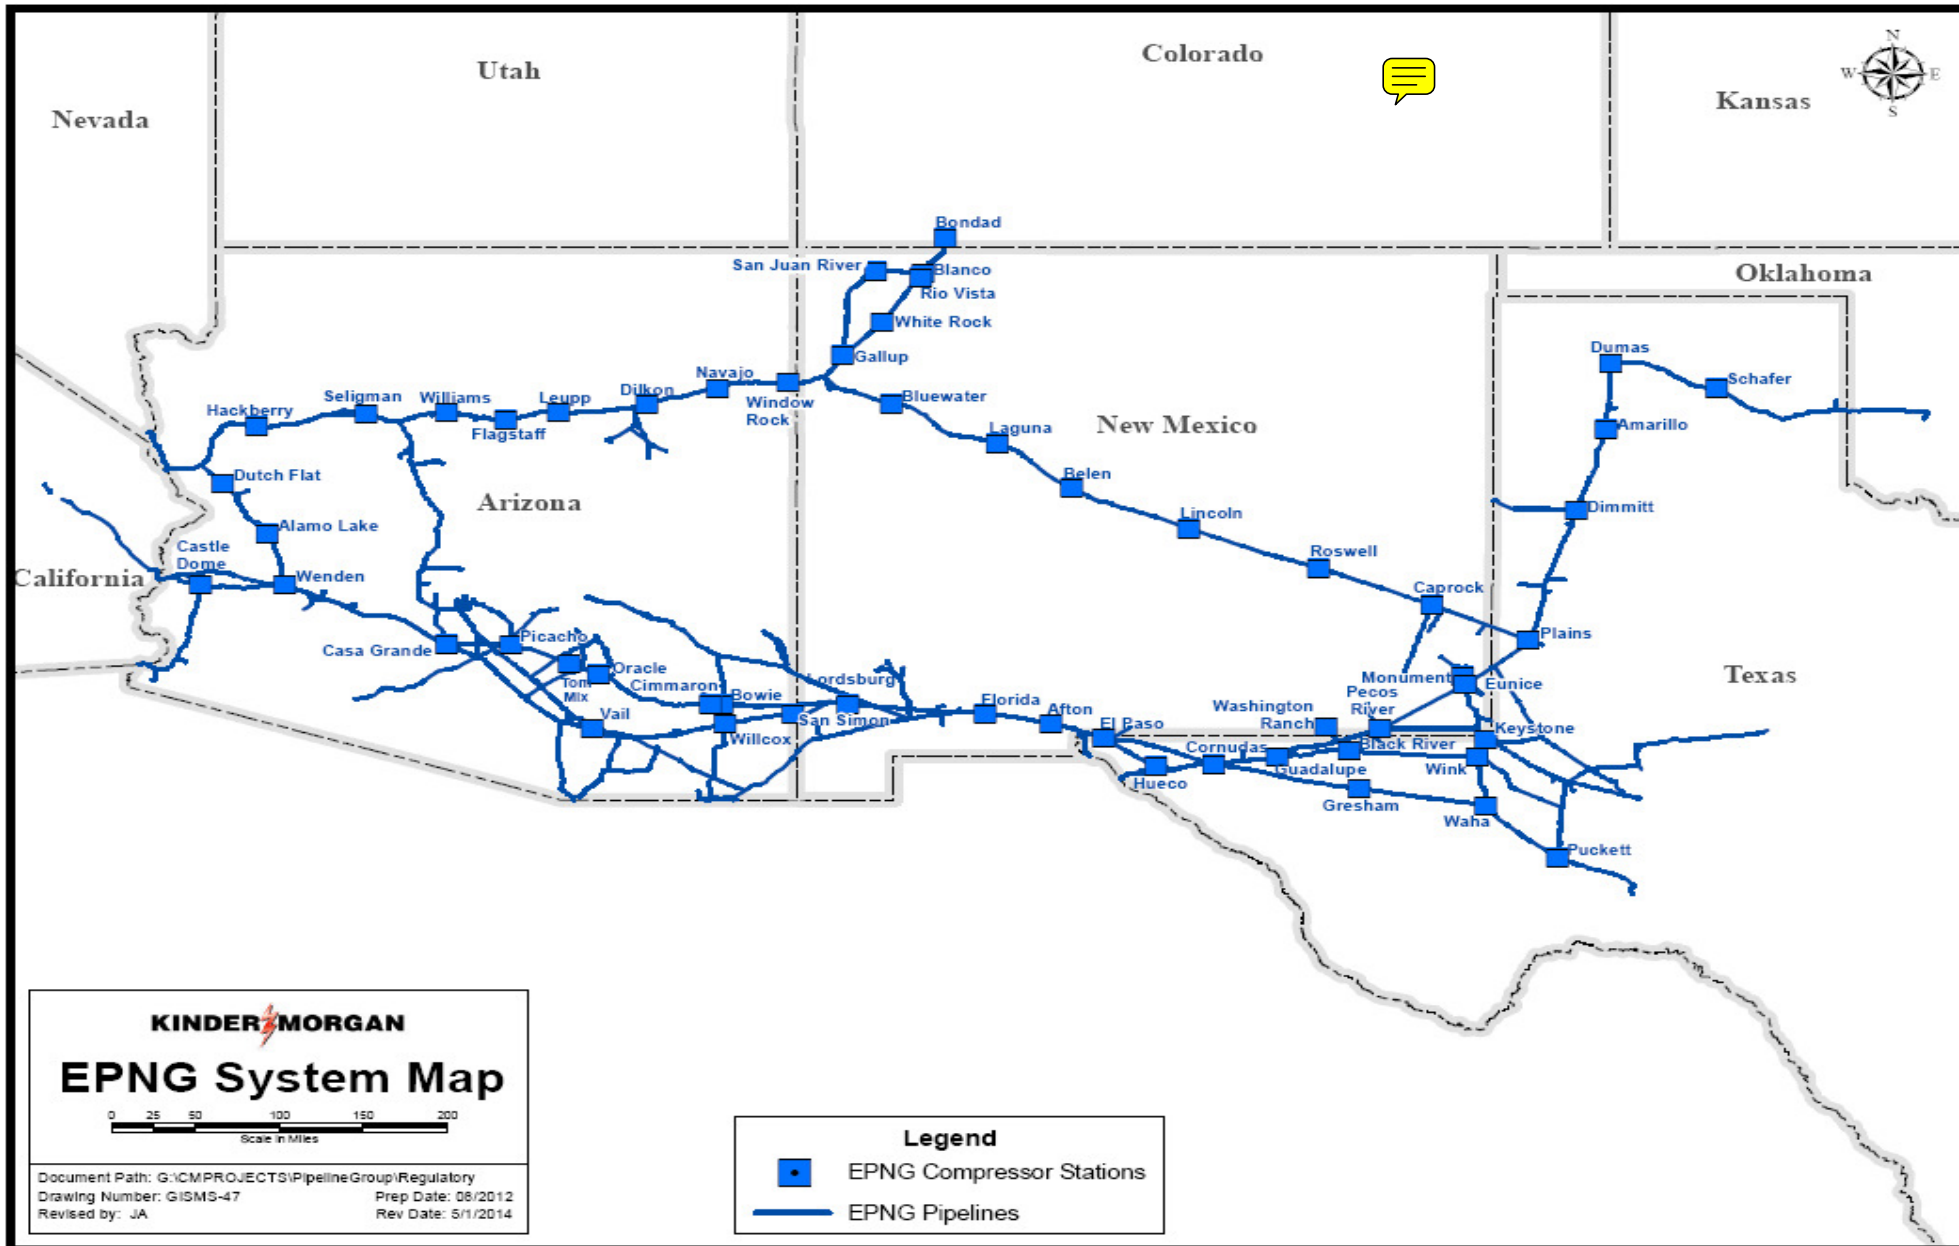 Utah
Colorado
Nevada
Kansas
N
W
E
S
Bondad
San Juan River
Blanco
Rio Vista
Oklahoma
White Rock
Gallup
Dumas
Schafer
Navajo
Window
Rock
Dilkon
Leupp
Williams
Seligman
Flagstaff
Hackberry
Bluewater
Laguna
New Mexico
Amarillo
Dutch Flat
Arizona
Belen
Dimmitt
Lincoln
Alamo Lake
Castle
Dome
California
Wenden
Roswell
Caprock
Plains
Casa Grande
Picacho
Tom
Mix
Oracle
Cimmaron
Bowie
Lordsburg
Vail
Willcox
San Simon
Florida
Afton
El Paso
Washington
Ranch
Monument
Pecos
River
Eunice
Texas
Keystone
Cornudas
Black River
Guadalupe
Wink
Hueco
Gresham
Waha
Puckett
KINDER MORGAN
EPNG System Map
0 25 50 100 150 200
Scale in Miles
Document Path: G:\CMPROJECTS\PipelineGroup\Regulatory
Drawing Number: GISMS-47 Prep Date: 06/2012
Revised by: JA Rev Date: 5/1/2014
Legend
EPNG Compressor Stations
EPNG Pipelines